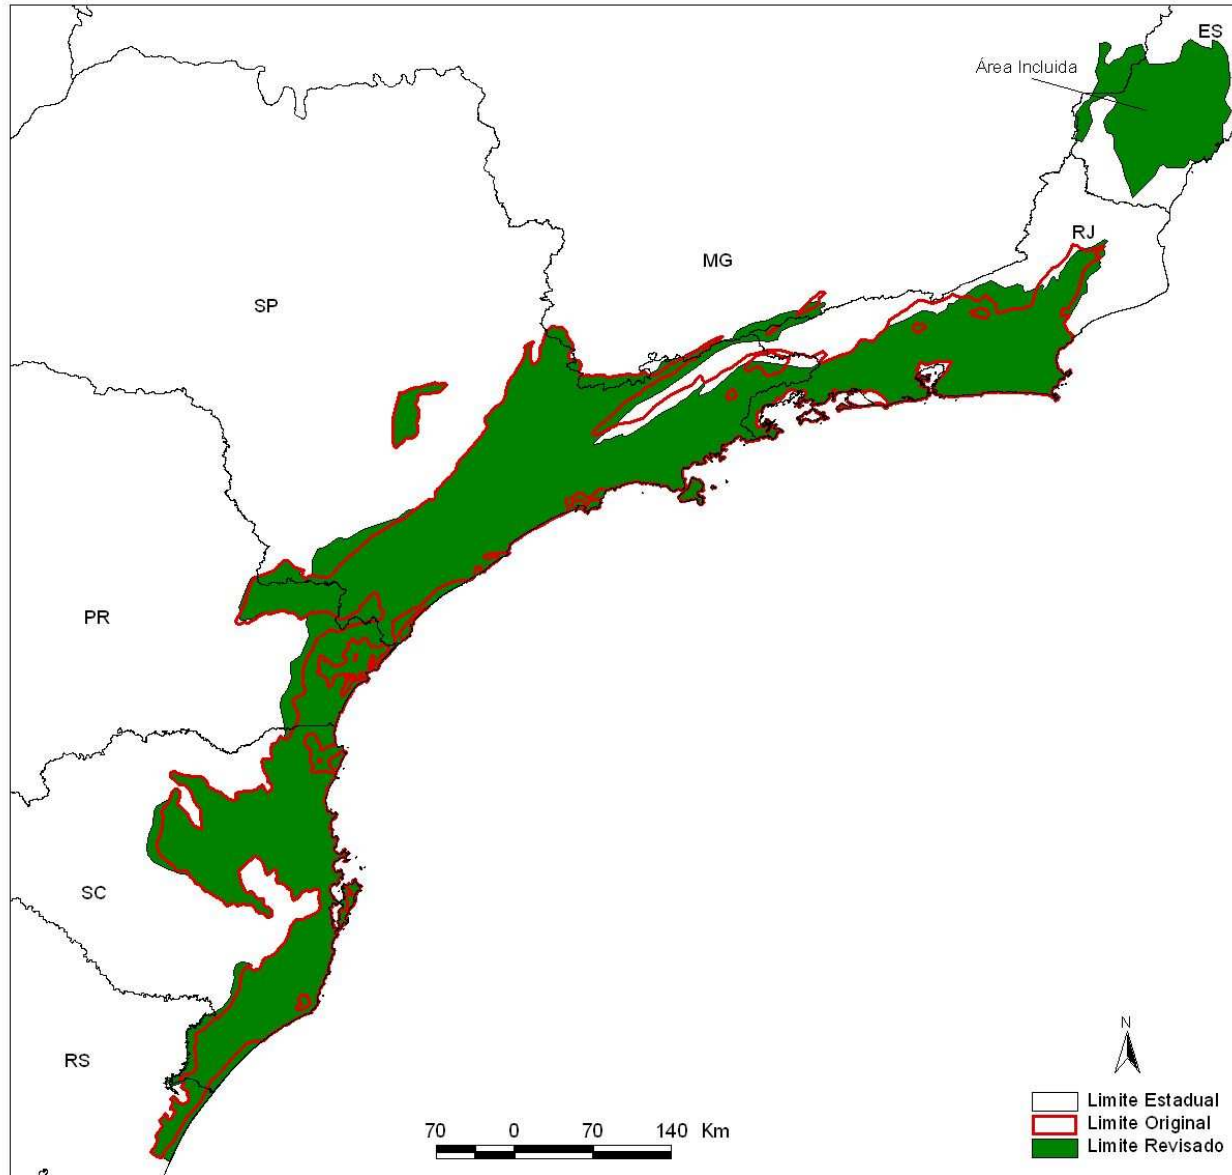 ES
Área Incluida
RJ
MG
SP
PR
SC
RS
N
Limite Estadual
Limite Original
Limite Revisado
70 0 70 140 Km